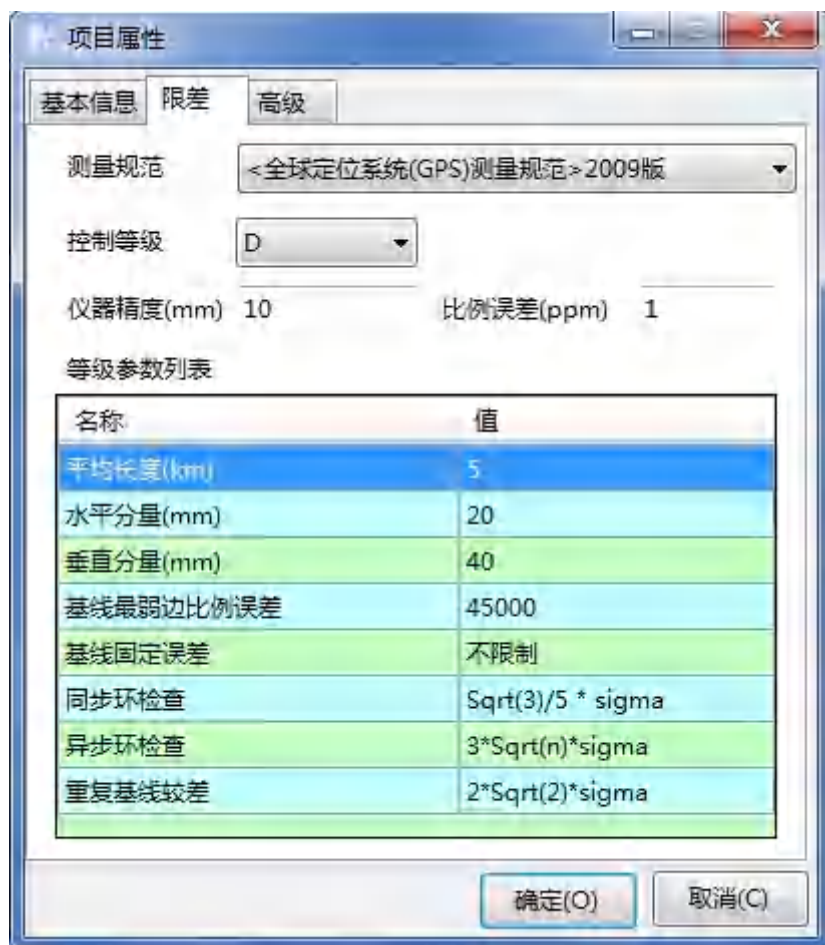 项目属性
基本信息 限差 高级
测量规范 <全球定位系统(GPS)测量规范>2009版
控制等级 D
仪器精度(mm) 10 比例误差(ppm) 1
等级参数列表
名称 值
平均长度(km) 5
水平分量(mm) 20
垂直分量(mm) 40
基线最弱边比例误差 45000
基线固定误差 不限制
同步环检查 Sqrt(3)/5 * sigma
异步环检查 3*Sqrt(n)*sigma
重复基线较差 2*Sqrt(2)*sigma
确定(O) 取消(C)